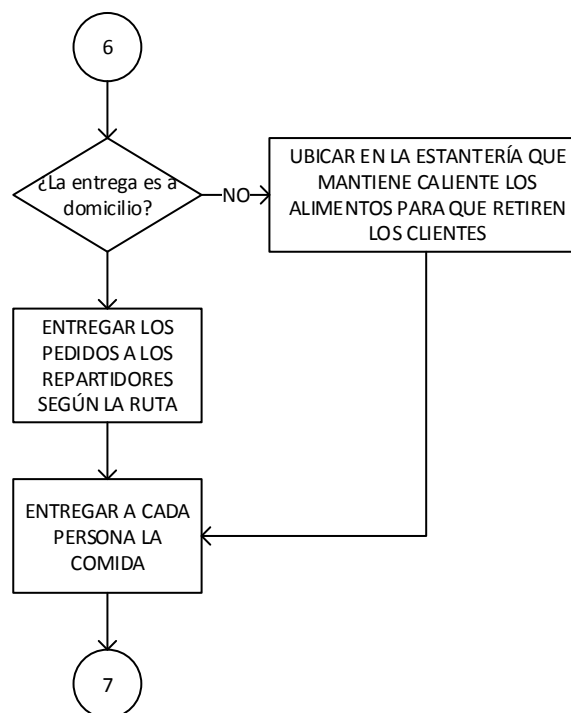 6
¿La entrega es a
domicilio?
NO
UBICAR EN LA ESTANTERÍA QUE
MANTIENE CALIENTE LOS
ALIMENTOS PARA QUE RETIREN
LOS CLIENTES
ENTREGAR LOS
PEDIDOS A LOS
REPARTIDORES
SEGÚN LA RUTA
ENTREGAR A CADA
PERSONA LA
COMIDA
7